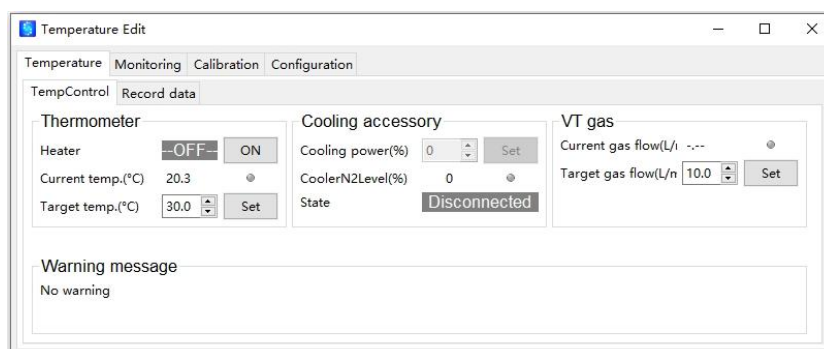 Temperature Edit
Temperature Monitoring Calibration Configuration
TempControl Record data
Thermometer
Heater --OFF-- ON
Current temp.(°C) 20.3
Target temp.(°C) 30.0 Set
Cooling accessory
Cooling power(%) 0 Set
CoolerN2Level(%) 0
State Disconnected
VT gas
Current gas flow(L/ -.--
Target gas flow(L/ 10.0 Set
Warning message
No warning